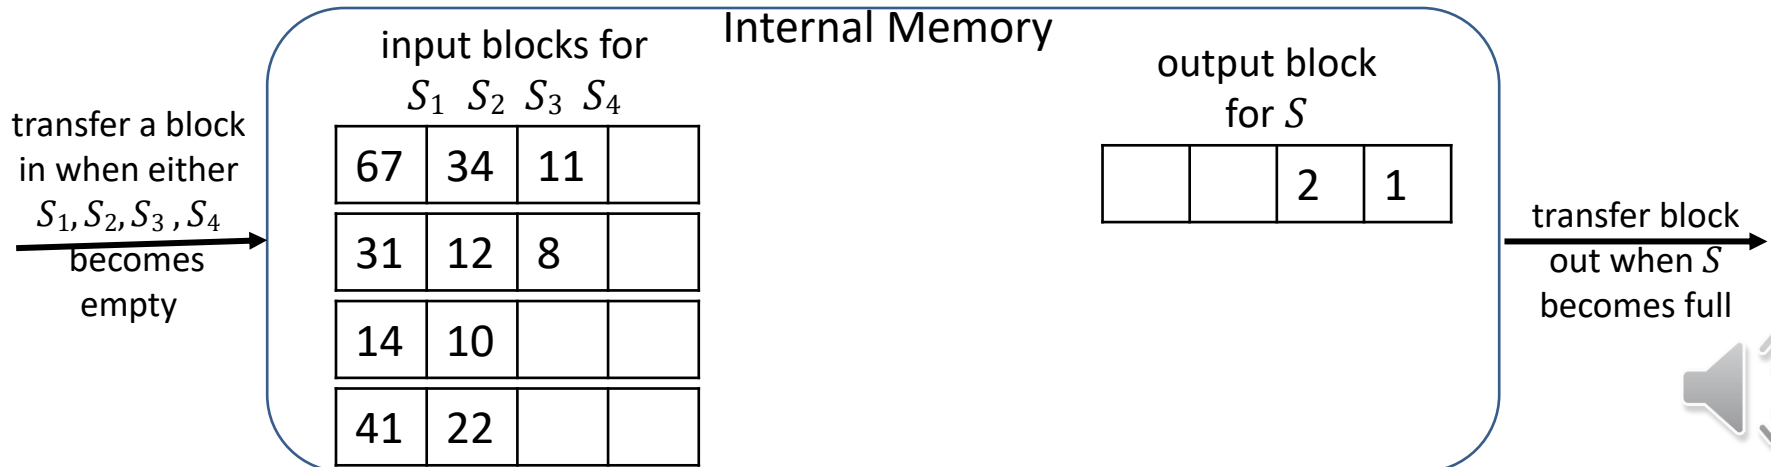 Internal Memory
input blocks for
S₁ S₂ S₃ S₄
output block
for S
transfer a block
in when either
S₁, S₂, S₃ , S₄
becomes
empty
67 34 11
31 12 8
14 10
41 22
2 1
transfer block
out when S
becomes full